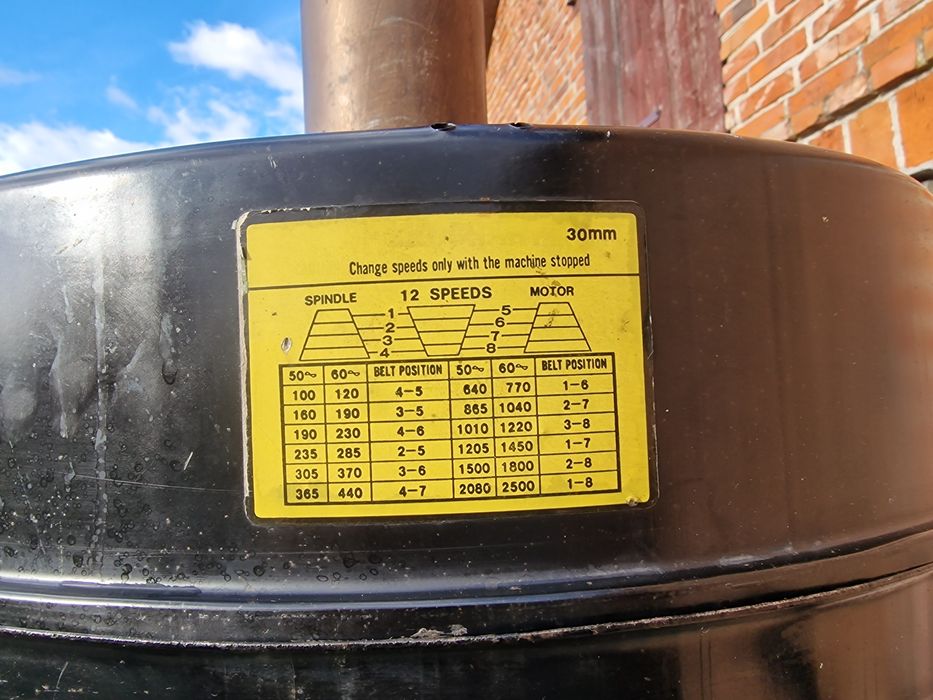 30mm
Change speeds only with the machine stopped
SPINDLE 12 SPEEDS MOTOR
1 5
2 6
3 7
4 8
50~ 60~ BELT POSITION 50~ 60~ BELT POSITION
100 120 4-5 640 770 1-6
160 190 3-5 865 1040 2-7
190 230 4-6 1010 1220 3-8
235 285 2-5 1205 1450 1-7
305 370 3-6 1500 1800 2-8
365 440 4-7 2080 2500 1-8